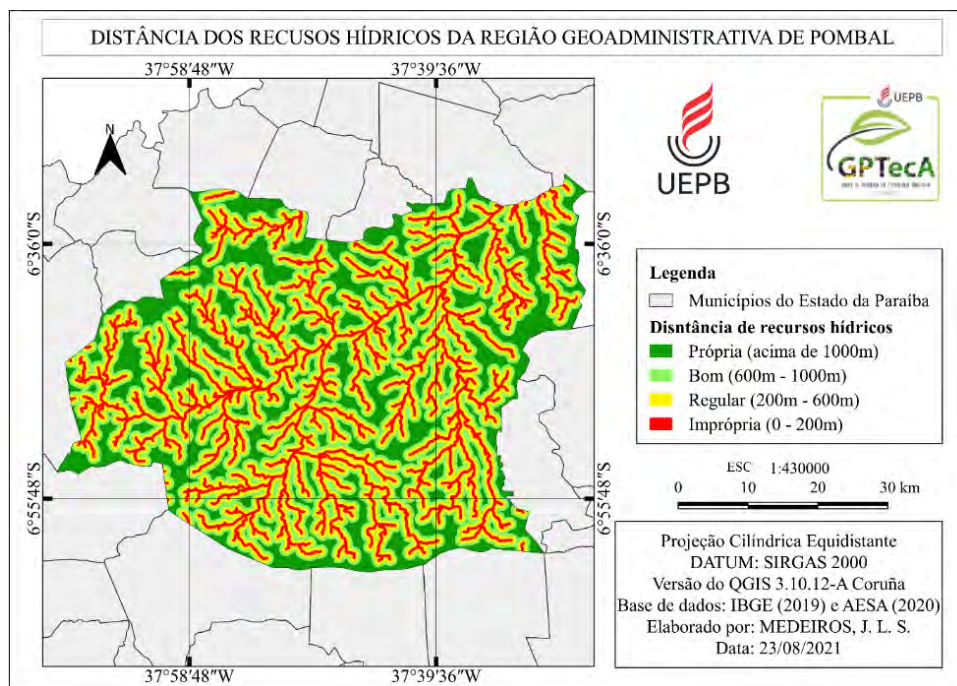 DISTÂNCIA DOS RECUSOS HÍDRICOS DA REGIÃO GEOADMINISTRATIVA DE POMBAL
37°58'48"W 37°39'36"W
N
6°36'0"S 6°36'0"S
6°55'48"S 6°55'48"S
37°58'48"W 37°39'36"W
UEPB
UEPB
GPTecA
Legenda
Municípios do Estado da Paraíba
Disntância de recursos hídricos
Própria (acima de 1000m)
Bom (600m - 1000m)
Regular (200m - 600m)
Imprópria (0 - 200m)
ESC 1:430000
0 10 20 30 km
Projeção Cilíndrica Equidistante
DATUM: SIRGAS 2000
Versão do QGIS 3.10.12-A Coruña
Base de dados: IBGE (2019) e AESA (2020)
Elaborado por: MEDEIROS, J. L. S.
Data: 23/08/2021